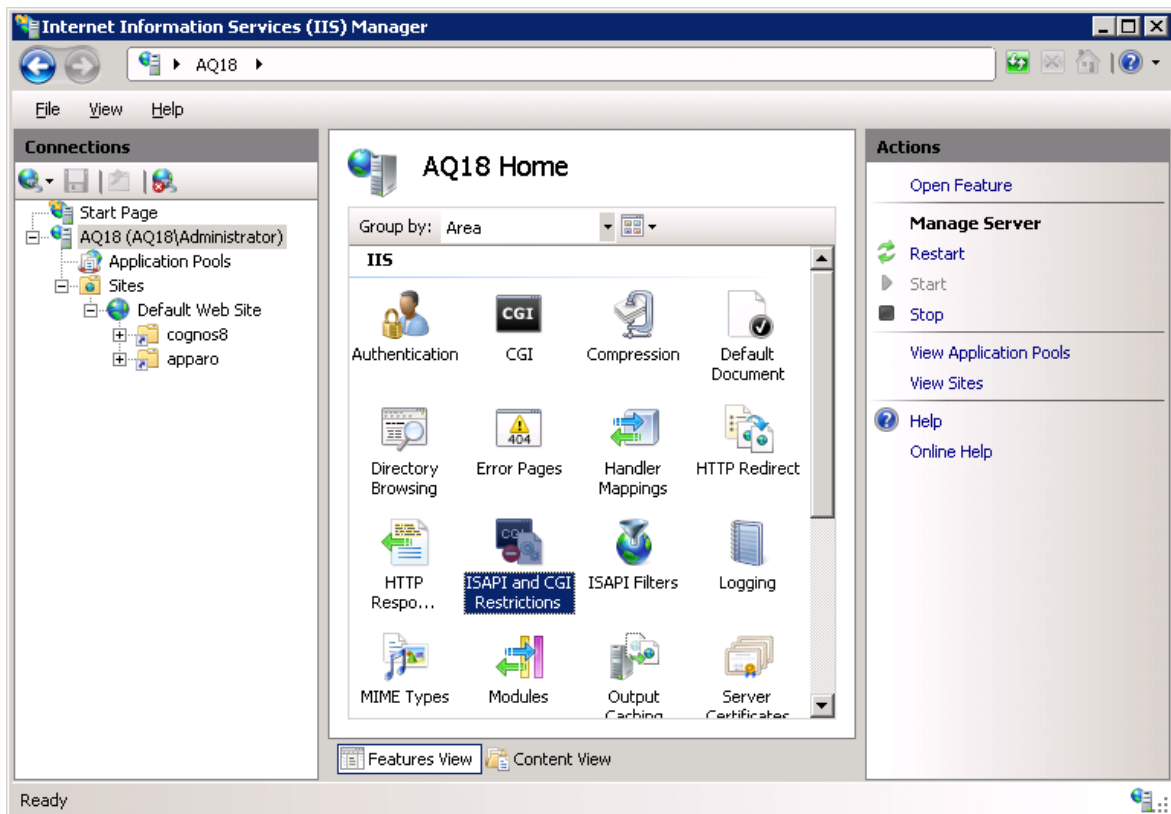 Internet Information Services (IIS) Manager
AQ18
File View Help
Connections
Start Page
AQ18 (AQ18\Administrator)
Application Pools
Sites
Default Web Site
cognos8
apparo
AQ18 Home
Group by: Area
IIS
Authentication
CGI
CGI
Compression
Default
Document
Directory
Browsing
404
Error Pages
Handler
Mappings
HTTP Redirect
HTTP
Respo...
ISAPI and CGI
Restrictions
ISAPI Filters
Logging
MIME Types
Modules
Output
Caching
Server
Certificates
Features View
Content View
Actions
Open Feature
Manage Server
Restart
Start
Stop
View Application Pools
View Sites
Help
Online Help
Ready